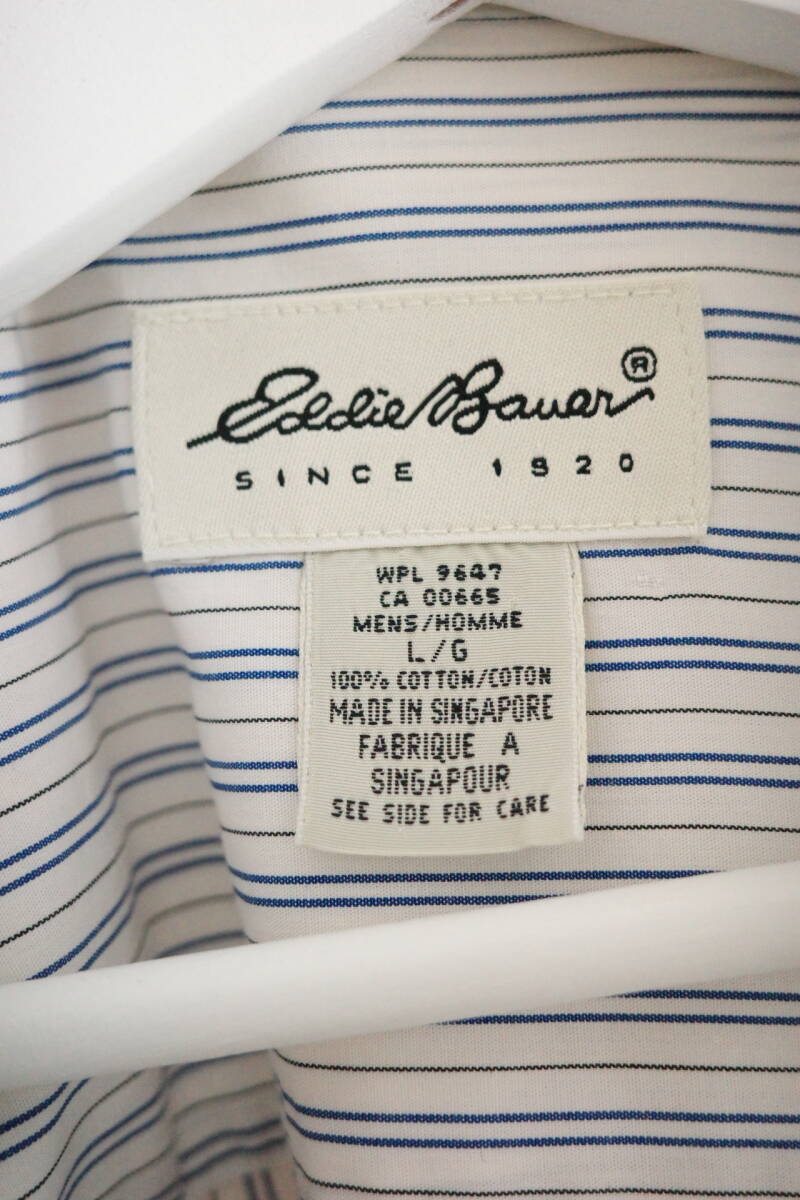 Eddie Bauer®
SINCE 1920
WPL 9647
CA 00665
MENS/HOMME
L/G
100% COTTON/COTON
MADE IN SINGAPORE
FABRIQUE A
SINGAPOUR
SEE SIDE FOR CARE